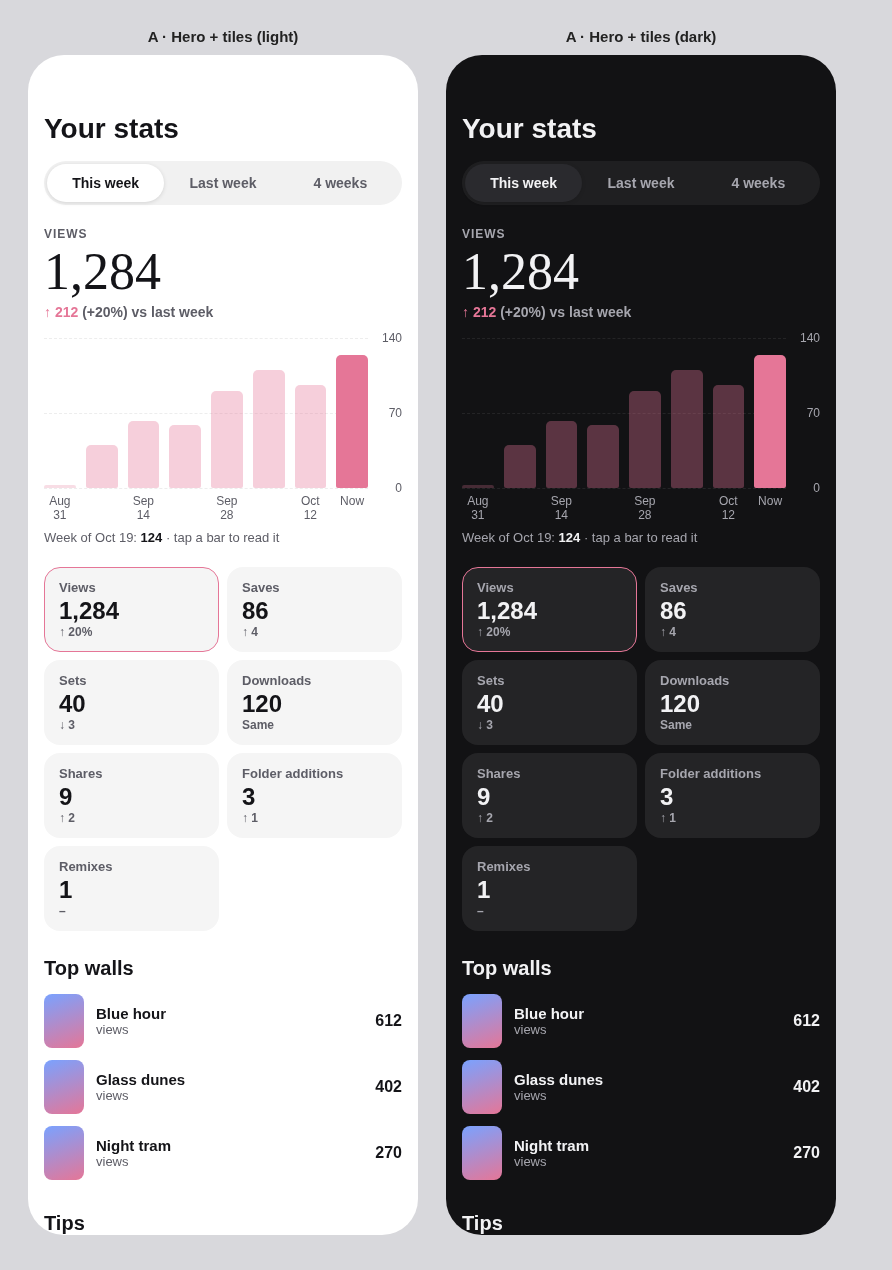 A · Hero + tiles (light)
Your stats
This week Last week 4 weeks
VIEWS
1,284
↑ 212 (+20%) vs last week
140
70
0
Aug 31 Sep 14 Sep 28 Oct 12 Now
Week of Oct 19: 124 · tap a bar to read it
Views
1,284
↑ 20%
Saves
86
↑ 4
Sets
40
↓ 3
Downloads
120
Same
Shares
9
↑ 2
Folder additions
3
↑ 1
Remixes
1
–
Top walls
Blue hour
views
612
Glass dunes
views
402
Night tram
views
270
Tips
A · Hero + tiles (dark)
Your stats
This week Last week 4 weeks
VIEWS
1,284
↑ 212 (+20%) vs last week
140
70
0
Aug 31 Sep 14 Sep 28 Oct 12 Now
Week of Oct 19: 124 · tap a bar to read it
Views
1,284
↑ 20%
Saves
86
↑ 4
Sets
40
↓ 3
Downloads
120
Same
Shares
9
↑ 2
Folder additions
3
↑ 1
Remixes
1
–
Top walls
Blue hour
views
612
Glass dunes
views
402
Night tram
views
270
Tips